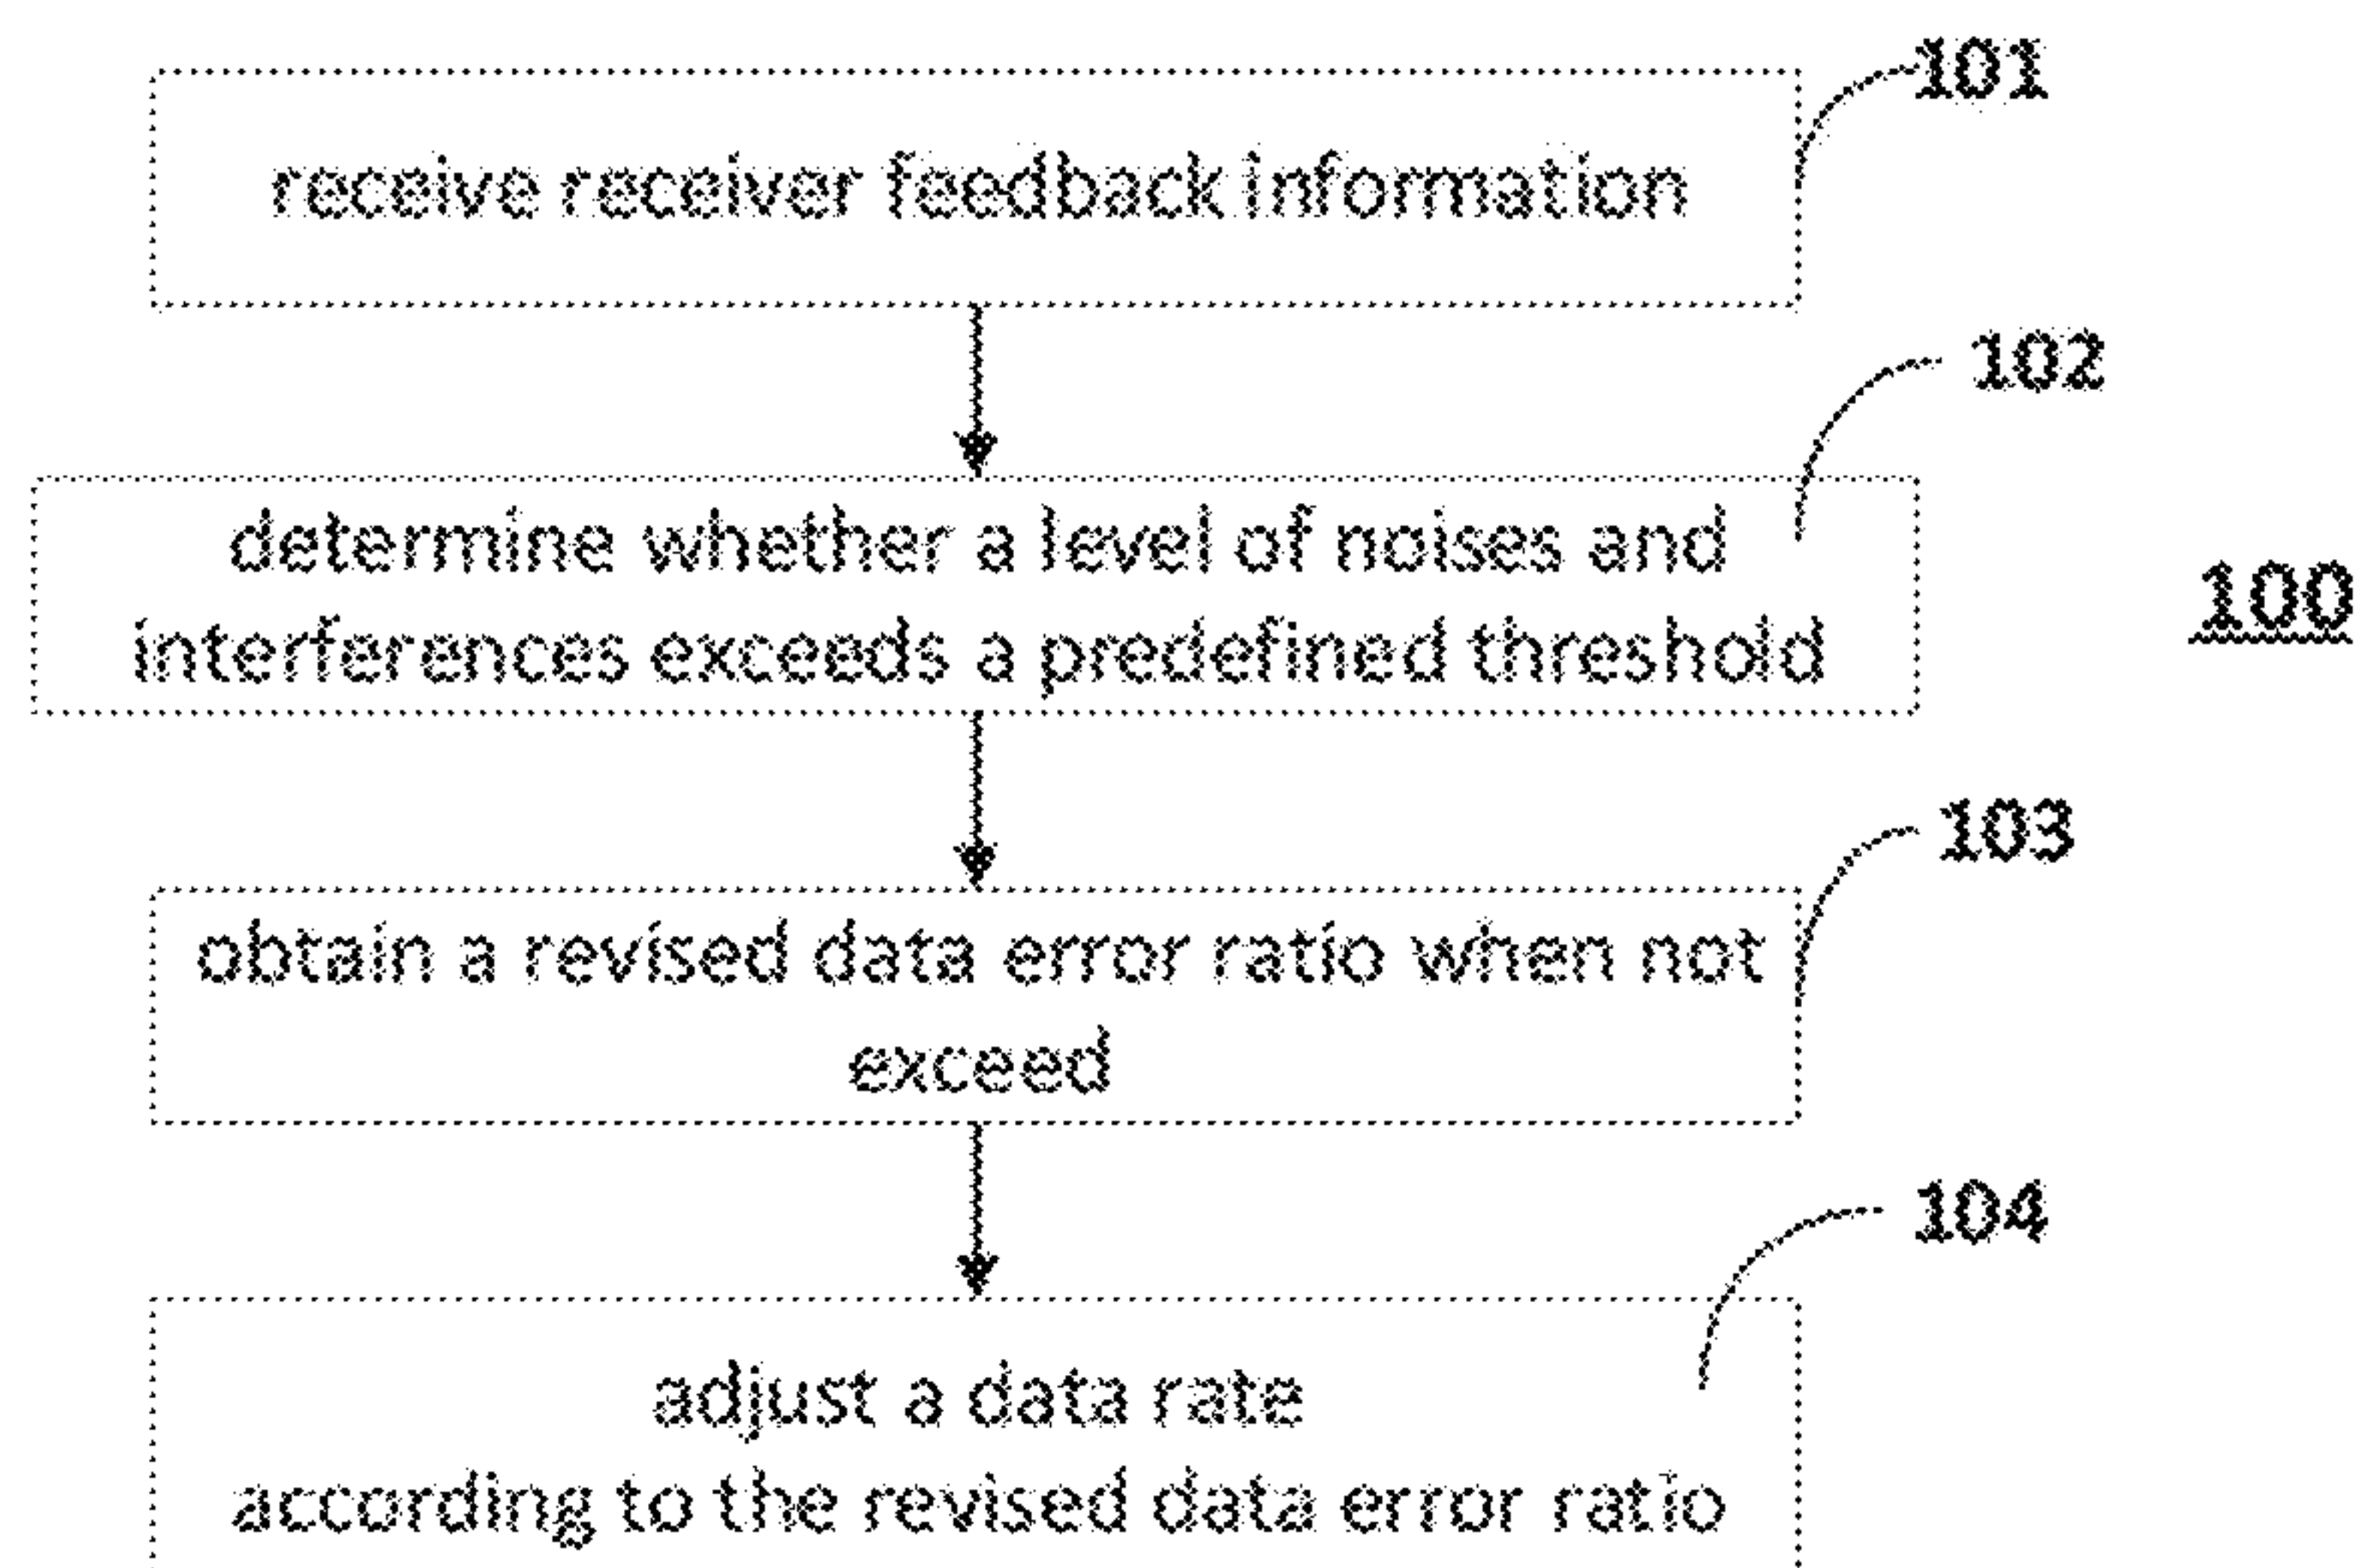 101
receive receiver feedback information
102
determine whether a level of noises and
interferences exceeds a predefined threshold
100
103
obtain a revised data error ratio when not
exceed
104
adjust a data rate
according to the revised data error ratio